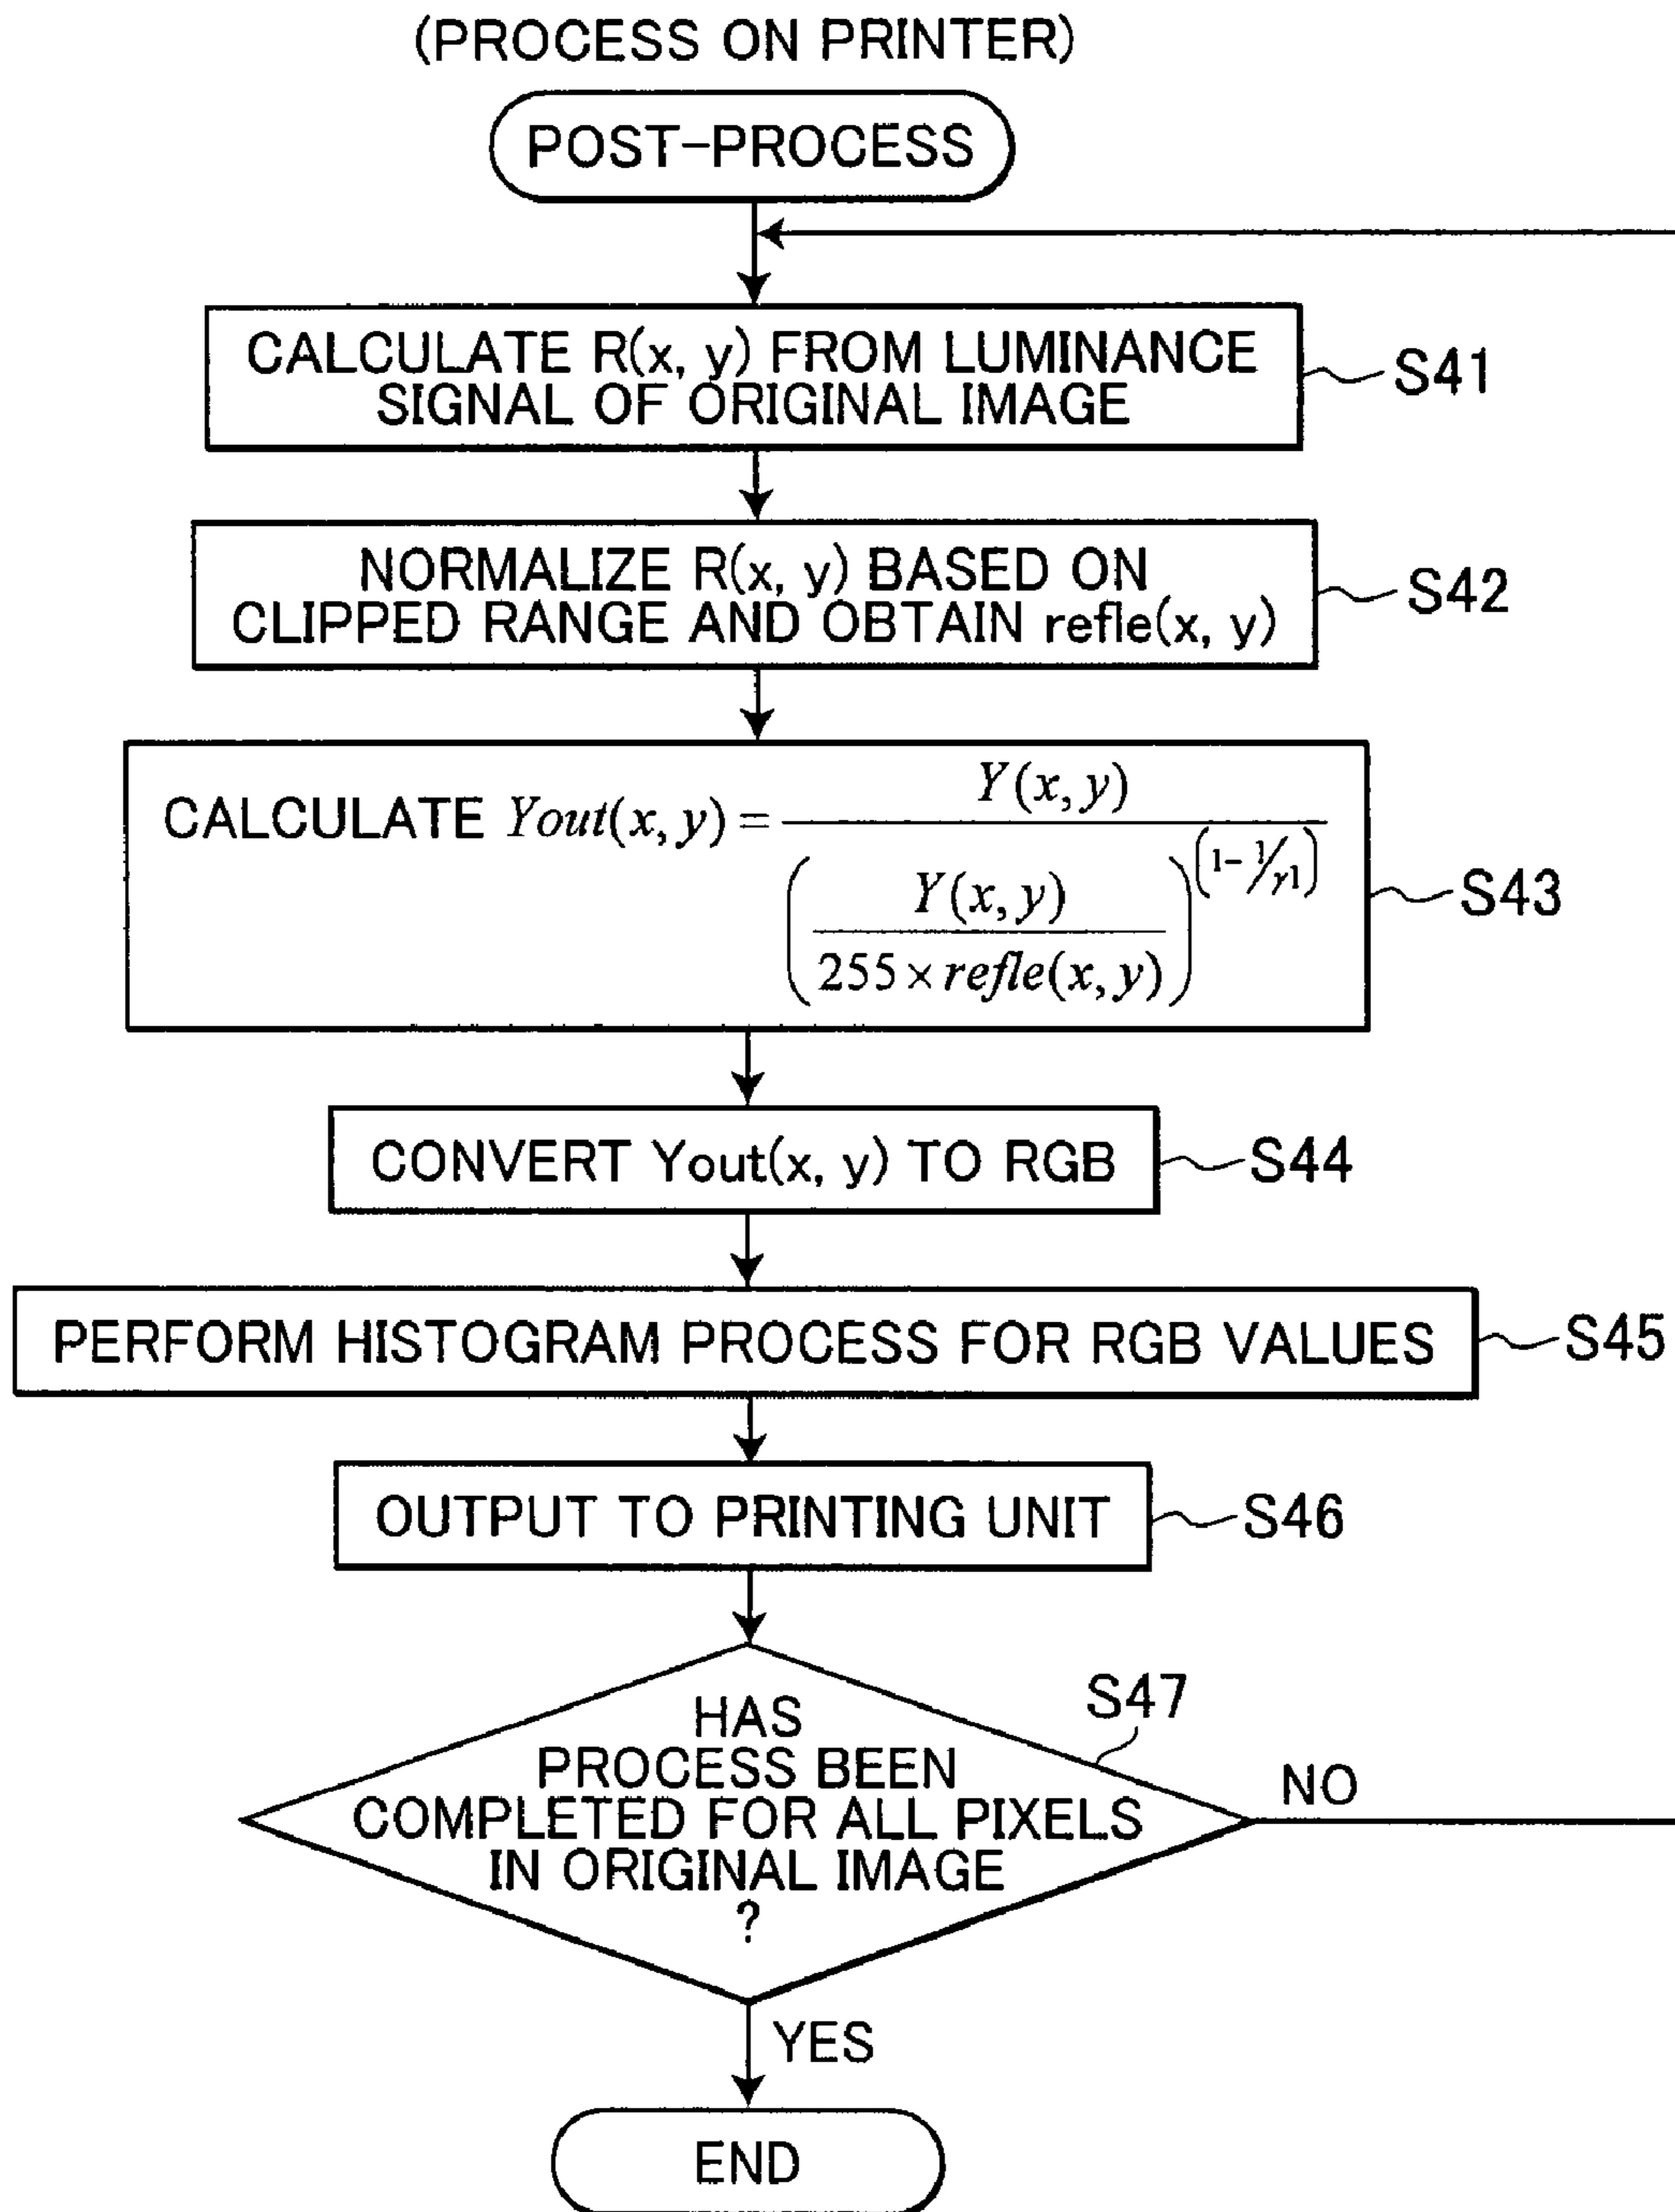 (PROCESS ON PRINTER)
POST-PROCESS
CALCULATE R(x, y) FROM LUMINANCE
SIGNAL OF ORIGINAL IMAGE
S41
NORMALIZE R(x, y) BASED ON
CLIPPED RANGE AND OBTAIN refle(x, y)
S42
CALCULATE Yout(x, y) = Y(x, y)
(Y(x, y) / 255 × refle(x, y))^(1- 1/γ1)
S43
CONVERT Yout(x, y) TO RGB
S44
PERFORM HISTOGRAM PROCESS FOR RGB VALUES
S45
OUTPUT TO PRINTING UNIT
S46
HAS
PROCESS BEEN
COMPLETED FOR ALL PIXELS
IN ORIGINAL IMAGE
?
S47
NO
YES
END